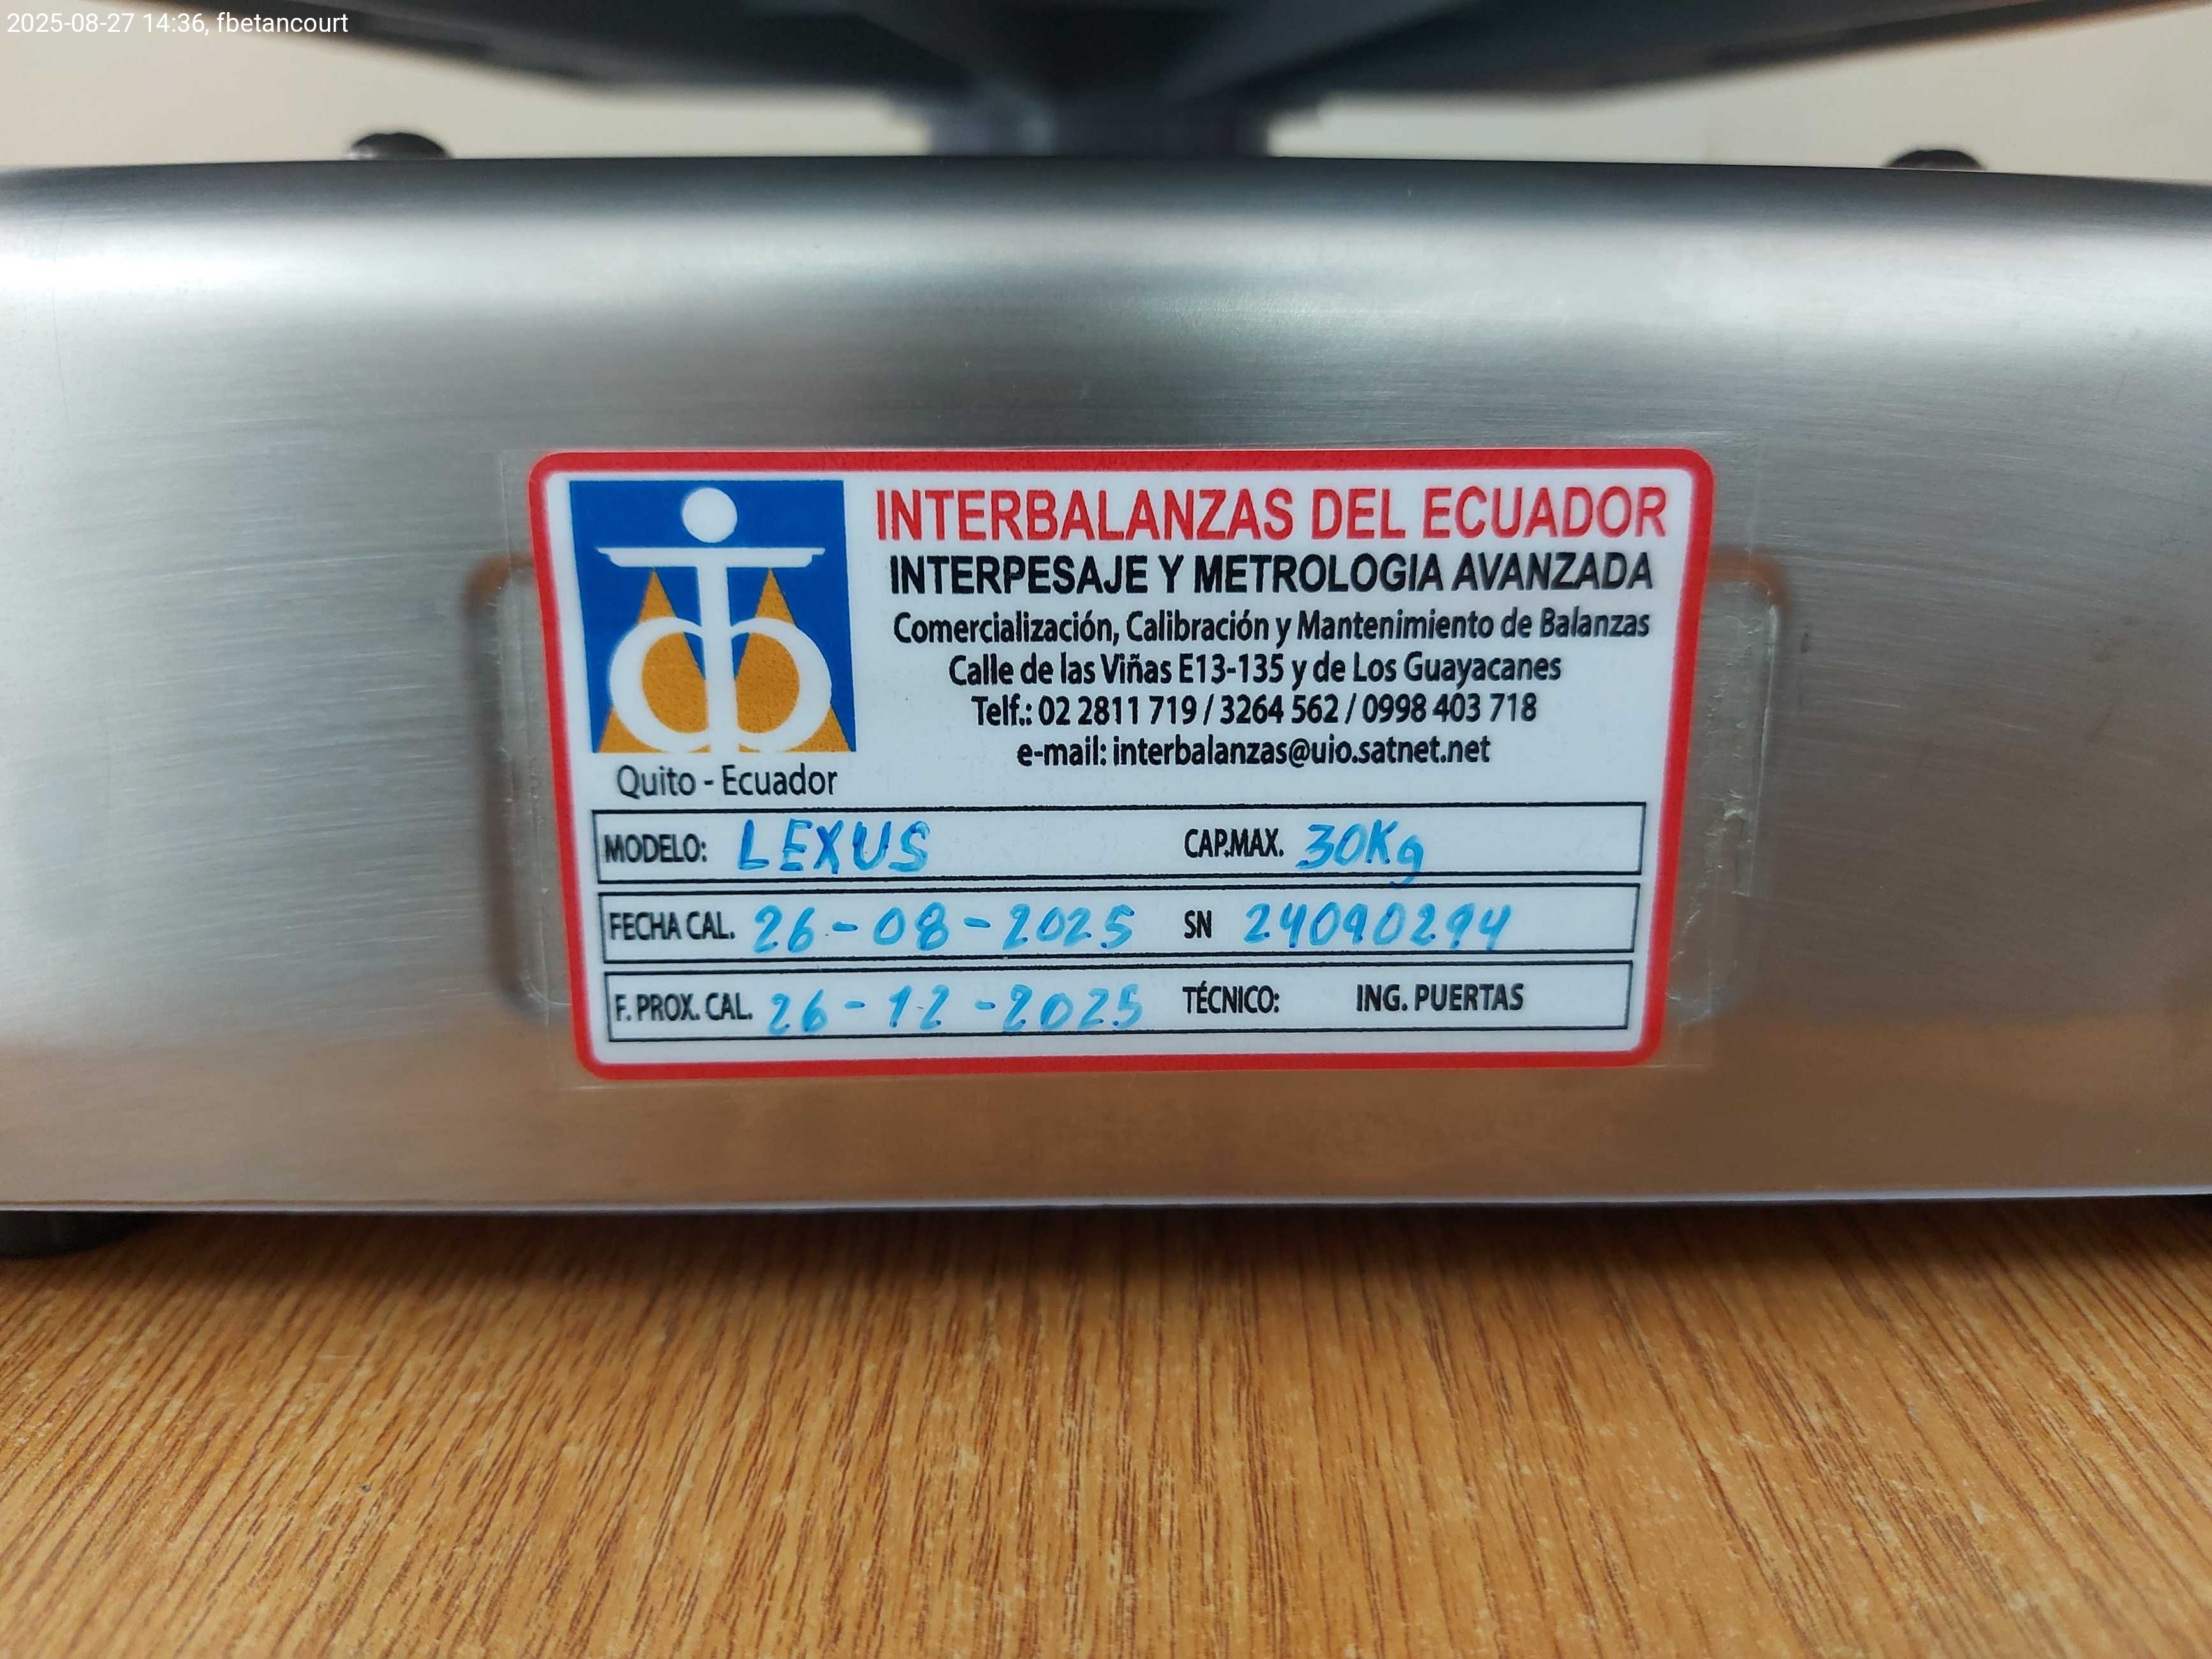 2025-08-27 14:36, fbetancourt
INTERBALANZAS DEL ECUADOR
INTERPESAJE Y METROLOGIA AVANZADA
Comercialización, Calibración y Mantenimiento de Balanzas
Calle de las Viñas E13-135 y de Los Guayacanes
Telf.: 02 2811 719 / 3264 562 / 0998 403 718
e-mail: interbalanzas@uio.satnet.net
Quito - Ecuador
MODELO: LEXUS CAP.MAX. 30Kg
FECHA CAL. 26-08-2025 SN 24090294
F. PROX. CAL. 26-12-2025 TÉCNICO: ING. PUERTAS